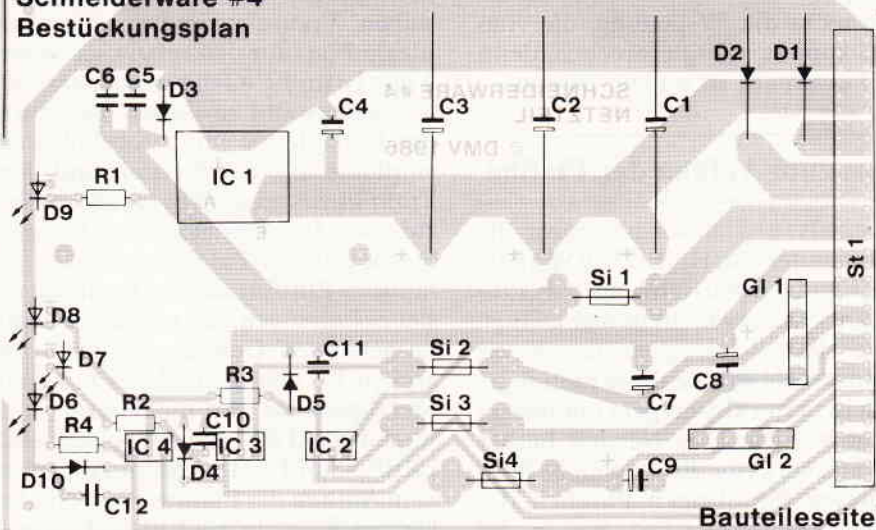 Schneiderware #4
Bestückungsplan
D2 D1
C6 C5 D3
C4 C3 C2 C1
SCHNEIDERWARE #4
NETZTEIL
© DMV 1986
R1 IC 1
D9
St 1
Si 1 Gl 1
D8
D7 C11 Si 2
R3 C7 C8
D6 D5
R2 Si 3
R4 C10
IC 4 IC 3 IC 2
D4 Gl 2
D10 Si4 C9
C12
Bauteileseite